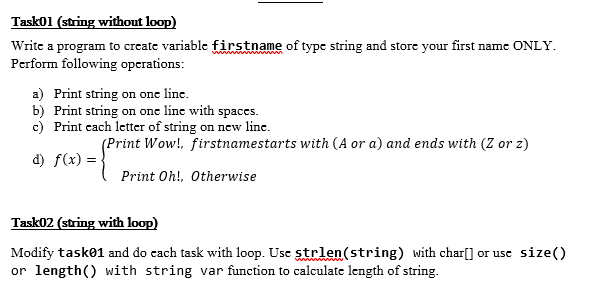 Task01 (string without loop)
Write a program to create variable firstname of type string and store your first name ONLY.
Perform following operations:
a) Print string on one line.
b) Print string on one line with spaces.
c) Print each letter of string on new line.
d) f(x) = { Print Wow!, firstnamestarts with (A or a) and ends with (Z or z)
Print Oh!, Otherwise
Task02 (string with loop)
Modify task01 and do each task with loop. Use strlen(string) with char[] or use size()
or length() with string var function to calculate length of string.